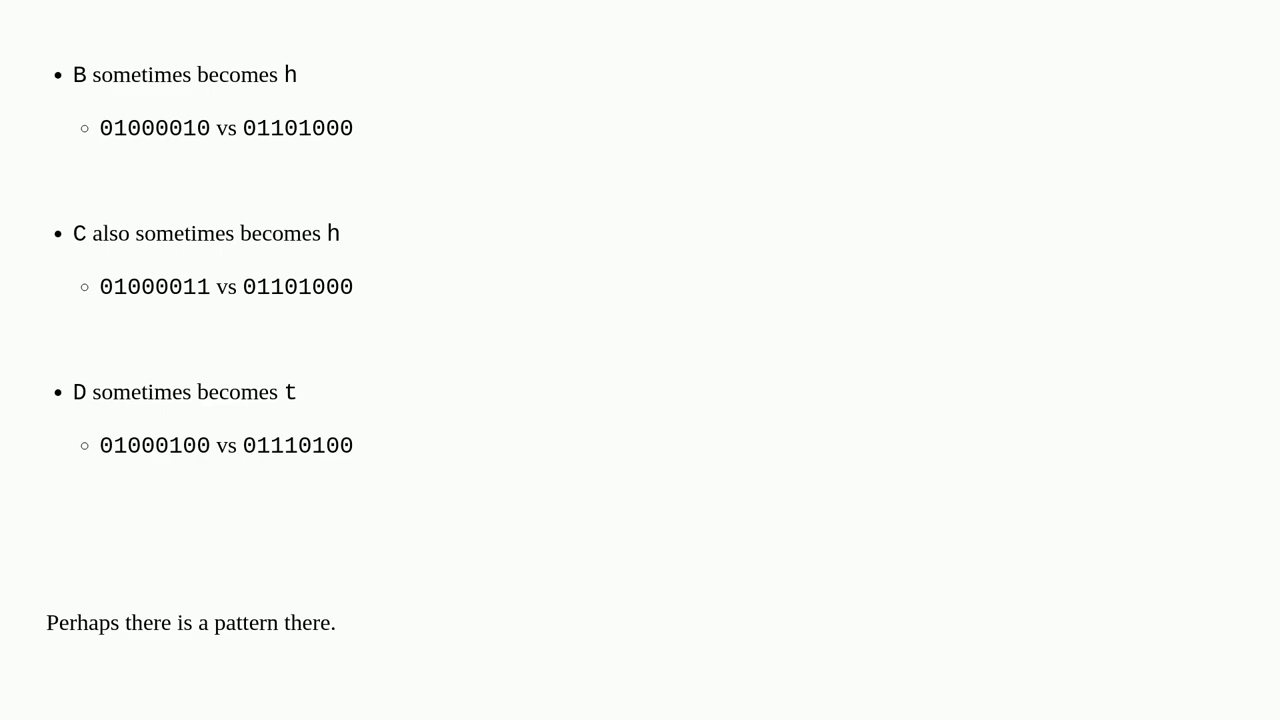 B sometimes becomes h
01000010 vs 01101000
C also sometimes becomes h
01000011 vs 01101000
D sometimes becomes t
01000100 vs 01110100
Perhaps there is a pattern there.